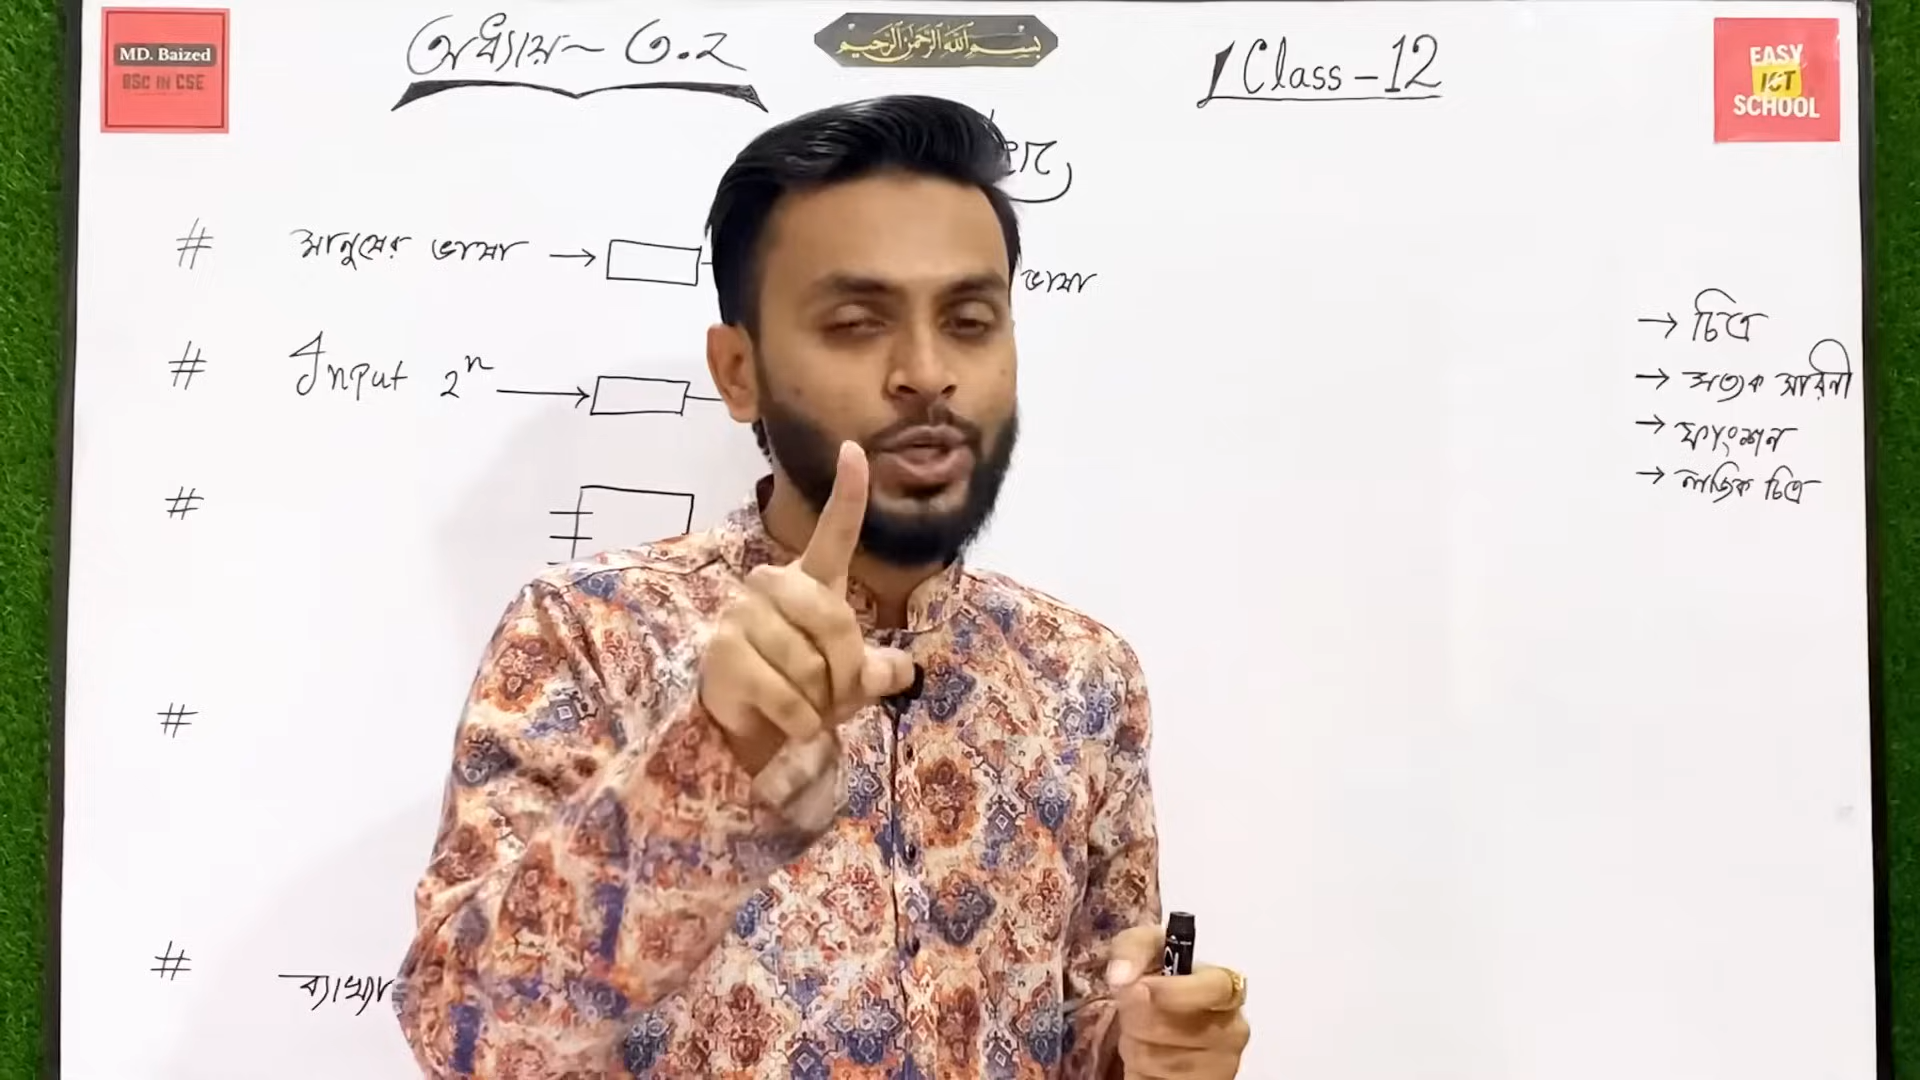 MD. Baized
BSC IN CSE
অধ্যায়~ ৩.২
بسم الله الرحمن الرحيم
Class-12
EASY
ICT
SCHOOL
# মানুষের ভাষা →
ভাষা
# Input 2ⁿ →
#
#
# ব্যাখ্যা
→ চিত্র
→ সত্যক সারণী
→ ফাংশন
→ লজিক চিত্র